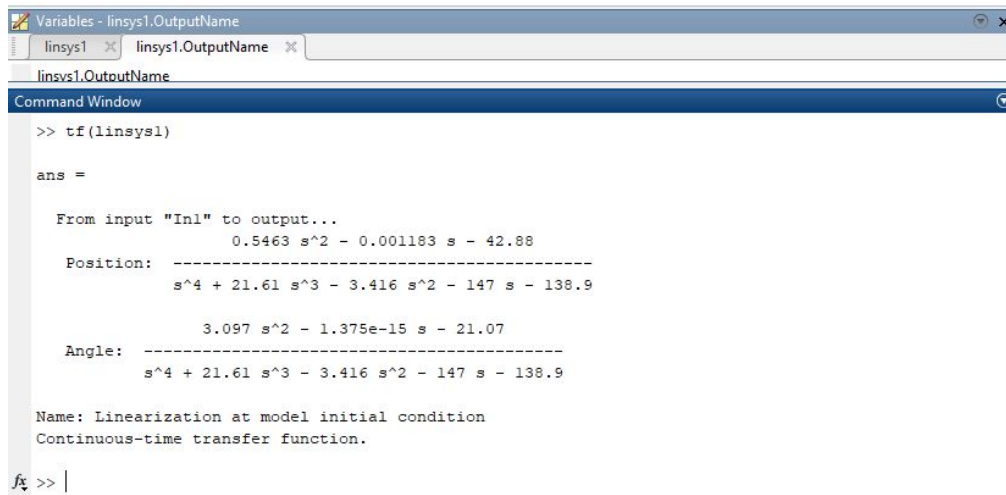 Variables - linsys1.OutputName
linsys1 linsys1.OutputName
linsys1.OutputName
Command Window
>> tf(linsys1)
ans =
From input "In1" to output...
0.5463 s^2 - 0.001183 s - 42.88
Position: ------------------------------------------
s^4 + 21.61 s^3 - 3.416 s^2 - 147 s - 138.9
3.097 s^2 - 1.375e-15 s - 21.07
Angle: ------------------------------------------
s^4 + 21.61 s^3 - 3.416 s^2 - 147 s - 138.9
Name: Linearization at model initial condition
Continuous-time transfer function.
fx >>